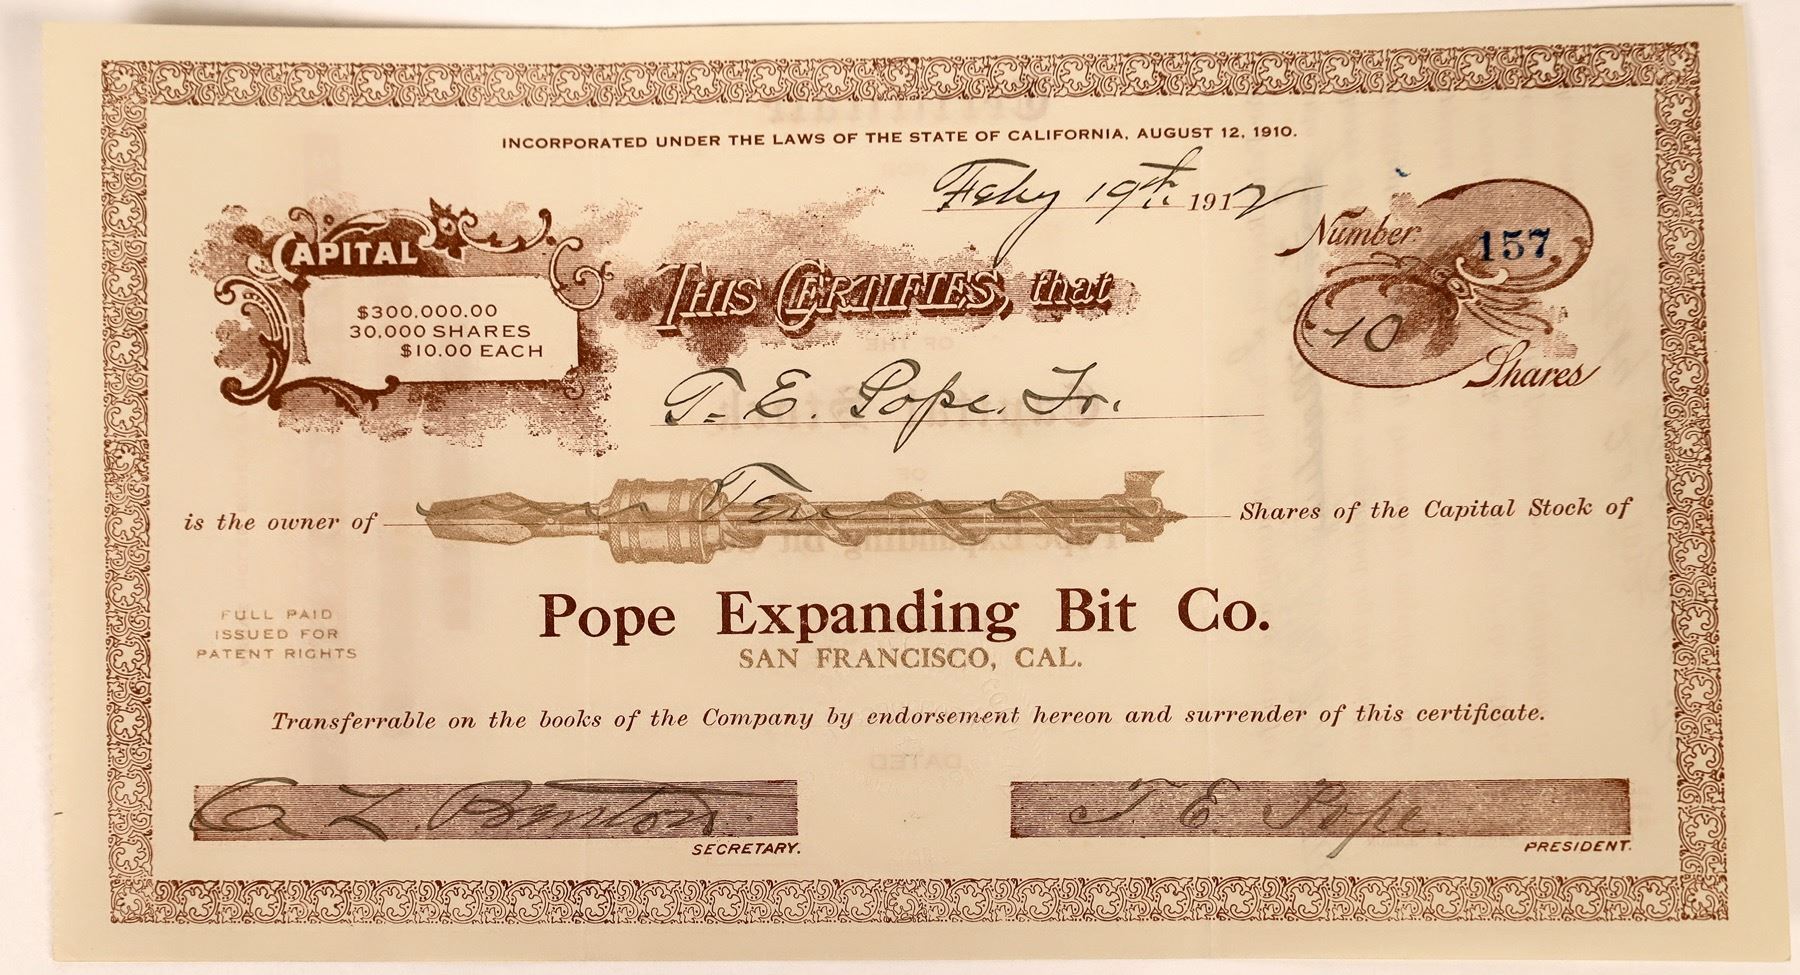 INCORPORATED UNDER THE LAWS OF THE STATE OF CALIFORNIA, AUGUST 12, 1910.
Feby 19th. 1912
CAPITAL
$300,000.00
30,000 SHARES
$10.00 EACH
Number 157
10 Shares
THIS CERTIFIES, that
T. E. Pope. Jr.
is the owner of Ten Shares of the Capital Stock of
Pope Expanding Bit Co.
SAN FRANCISCO, CAL.
FULL PAID
ISSUED FOR
PATENT RIGHTS
Transferrable on the books of the Company by endorsement hereon and surrender of this certificate.
DATED
L. Benton
SECRETARY.
T. E. Pope
PRESIDENT.